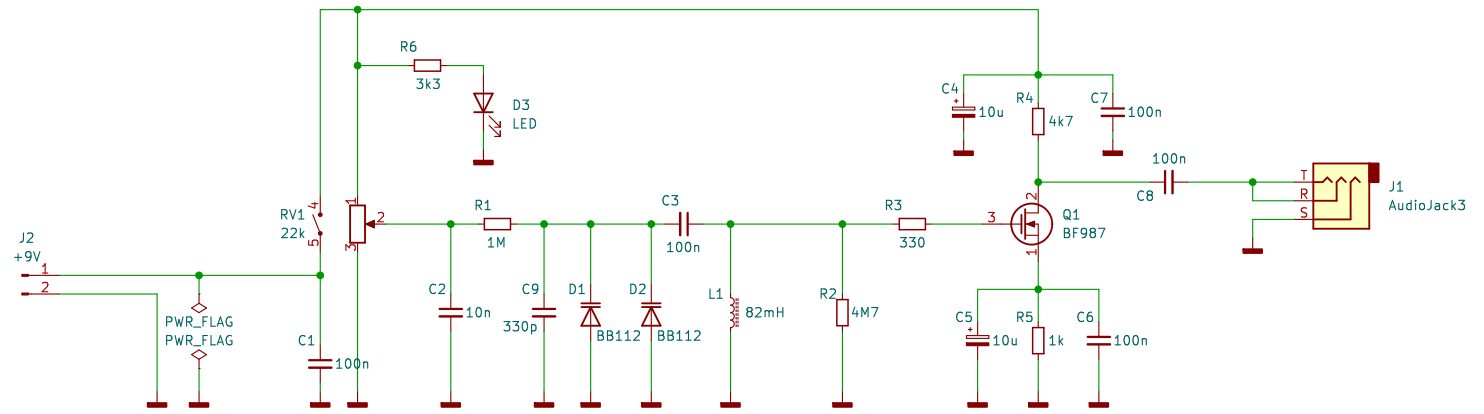 R6
3k3
D3
LED
C4
+
10u
R4
4k7
C7
100n
100n
C8
T
R
S
J1
AudioJack3
RV1
22k
4
5
1
2
3
R1
1M
C3
100n
R3
330
3
2
1
Q1
BF987
J2
+9V
1
2
PWR_FLAG
PWR_FLAG
C1
100n
C2
10n
C9
330p
D1
BB112
D2
BB112
L1
82mH
R2
4M7
C5
+
10u
R5
1k
C6
100n